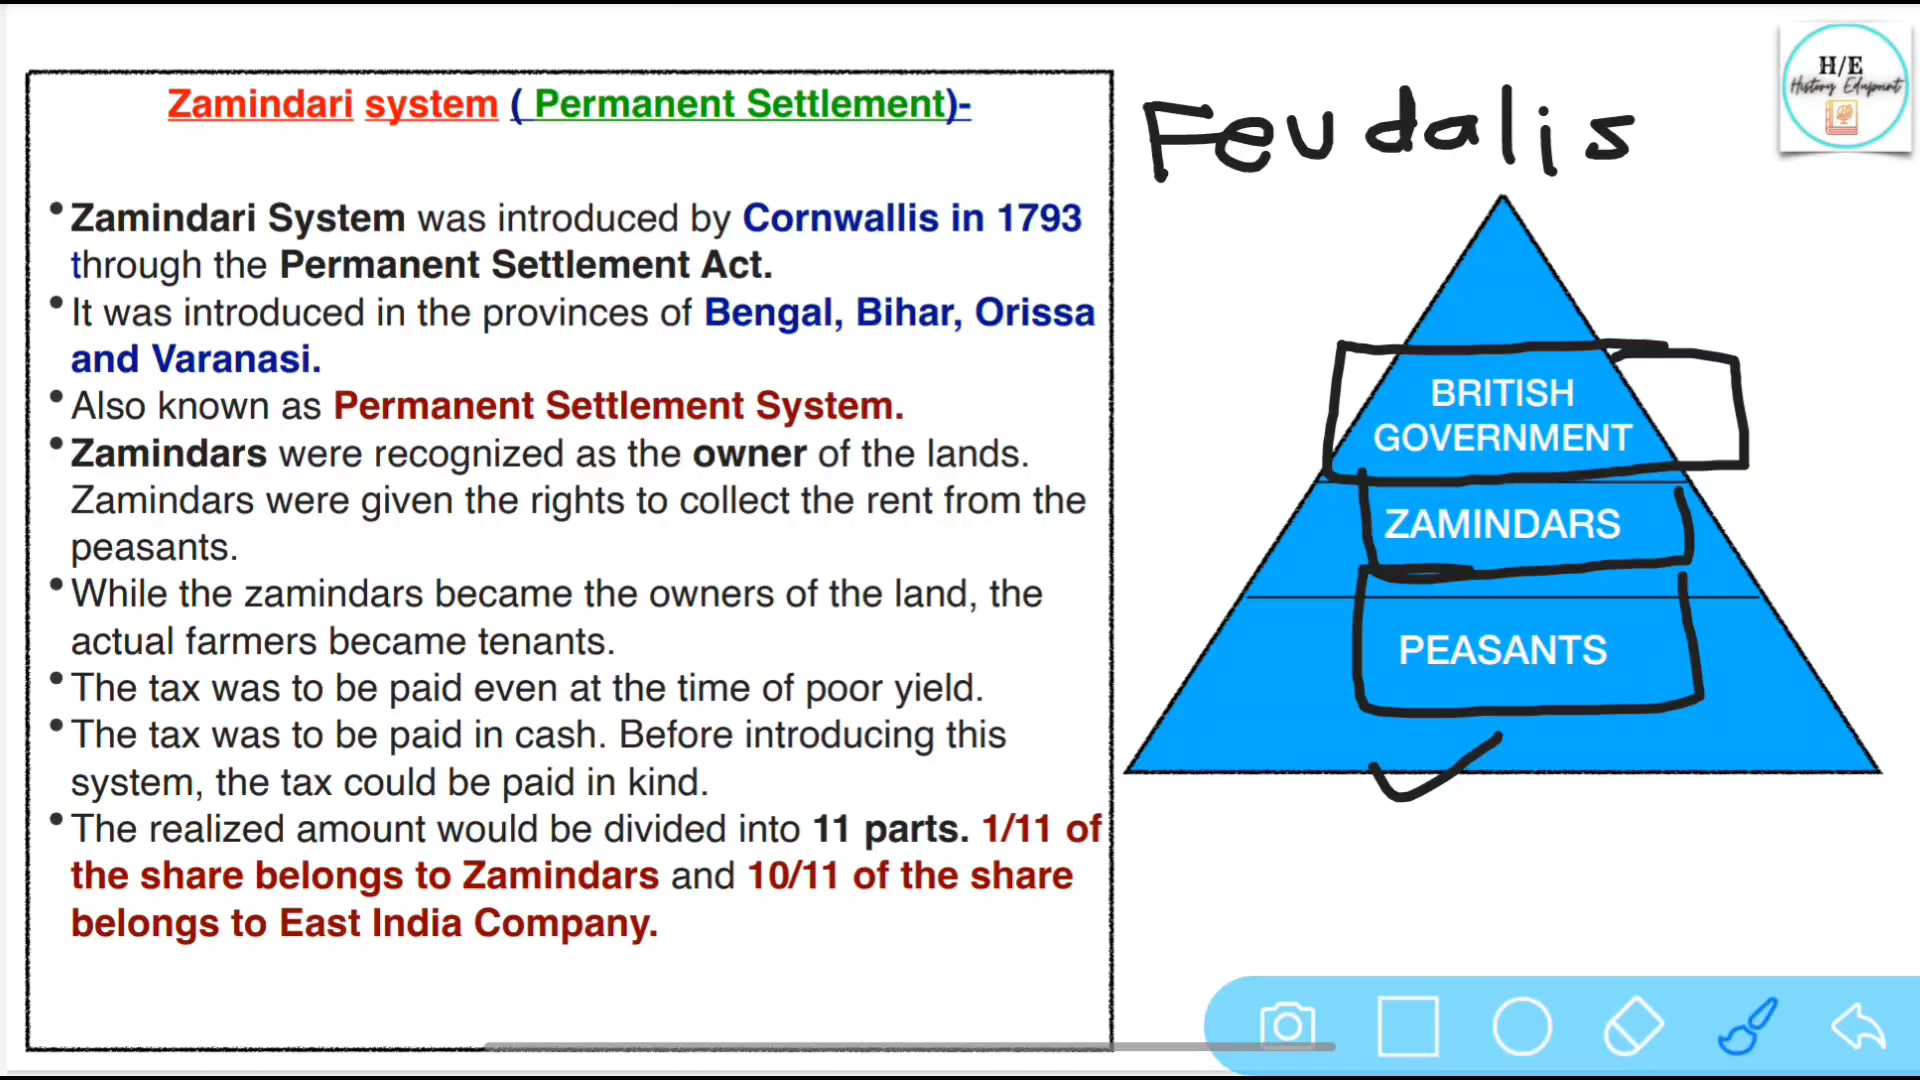 Zamindari system ( Permanent Settlement)-
• Zamindari System was introduced by Cornwallis in 1793
through the Permanent Settlement Act.
• It was introduced in the provinces of Bengal, Bihar, Orissa
and Varanasi.
• Also known as Permanent Settlement System.
• Zamindars were recognized as the owner of the lands.
Zamindars were given the rights to collect the rent from the
peasants.
• While the zamindars became the owners of the land, the
actual farmers became tenants.
• The tax was to be paid even at the time of poor yield.
• The tax was to be paid in cash. Before introducing this
system, the tax could be paid in kind.
• The realized amount would be divided into 11 parts. 1/11 of
the share belongs to Zamindars and 10/11 of the share
belongs to East India Company.
Feudalis
BRITISH
GOVERNMENT
ZAMINDARS
PEASANTS
H/E
History Edupoint